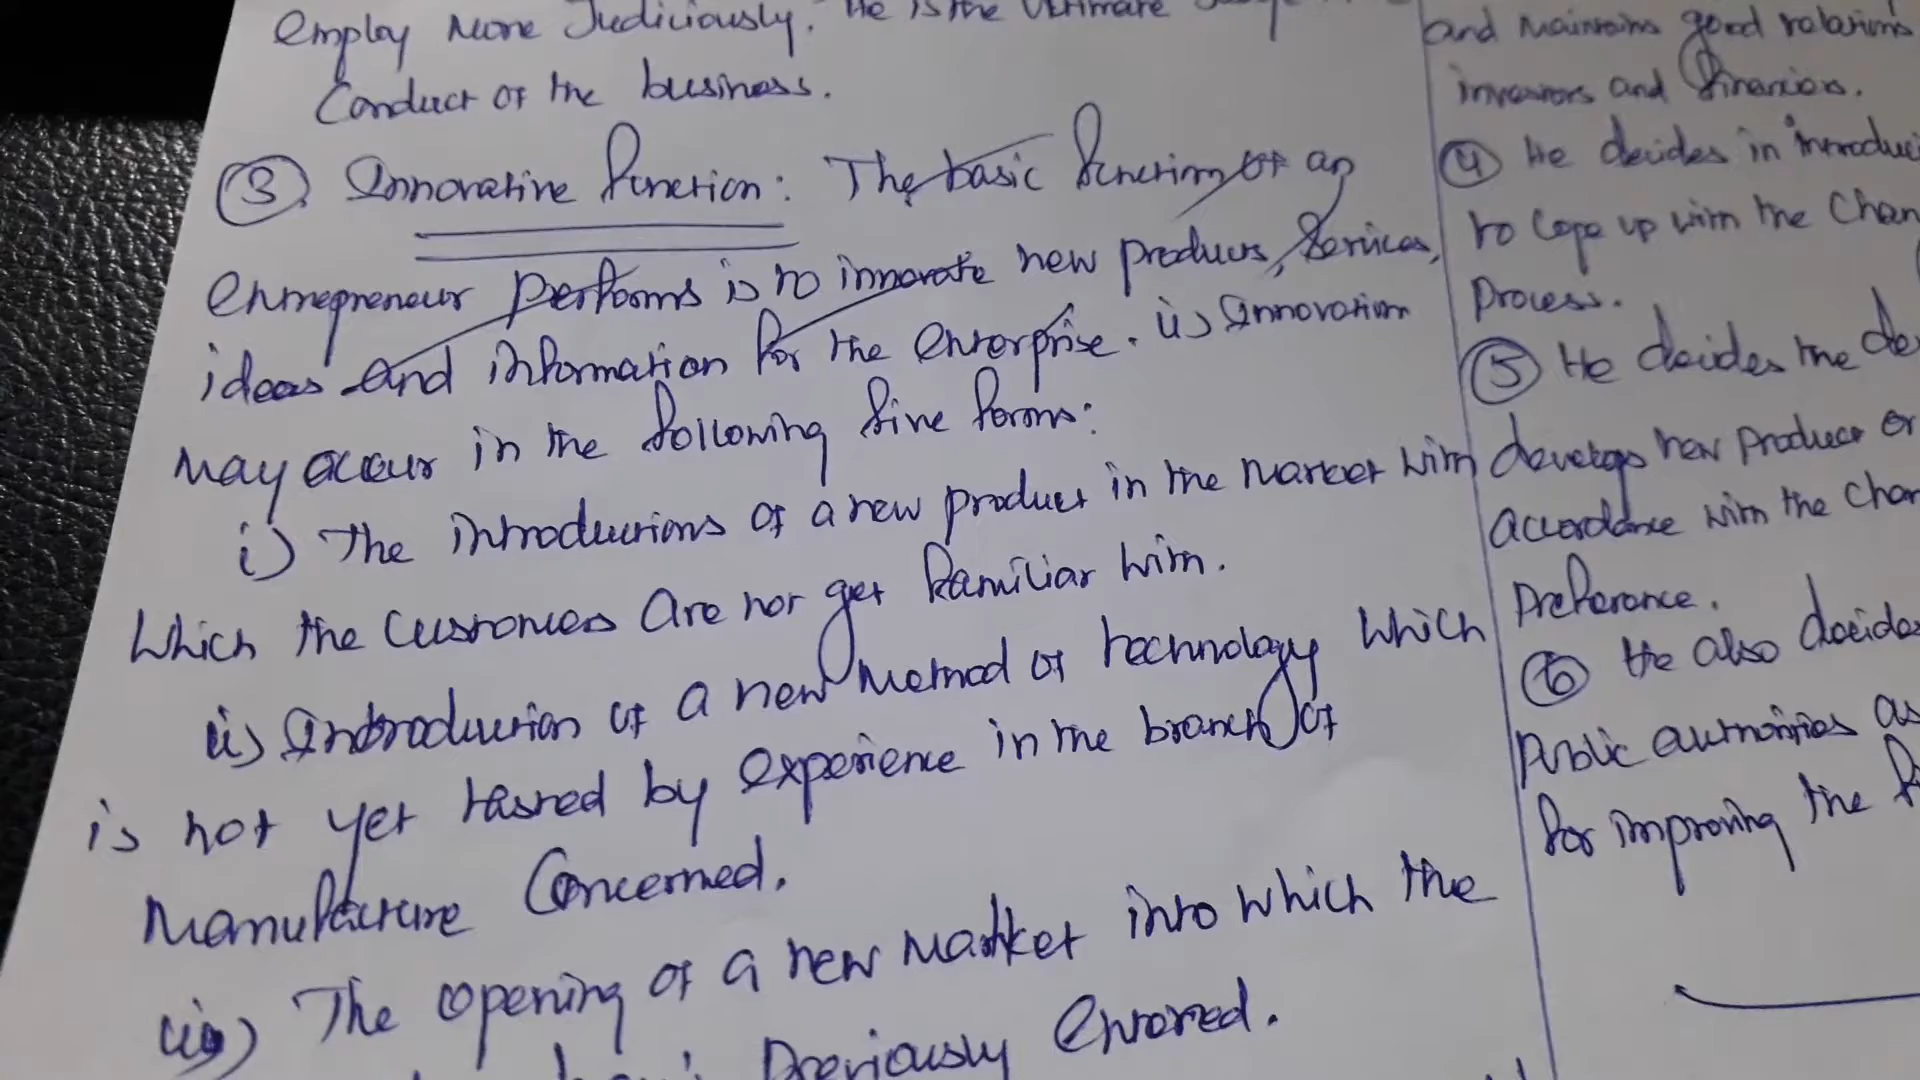 employ more Judiciously. He is the Ultimate
Conduct of the business.
③ Innovative function: The basic function of an
entrepreneur performs is to innovate new products, services,
ideas and information for the enterprise. ii) Innovation
may occur in the following five forms:
i) The introductions of a new product in the market with
Which the customers are not get familiar with.
ii) Introduction of a new method of technology which
is not yet tasted by experience in the branch of
Manufacture Concerned.
iii) The opening of a new market into which the
Previously Entered.
and maintains good relations
investors and financiers.
④ He decides in
to cope up with the
Process.
⑤ He decides the
develops new product or
accordance with the
Preference.
⑥ He also
Public authorities as
for improving the